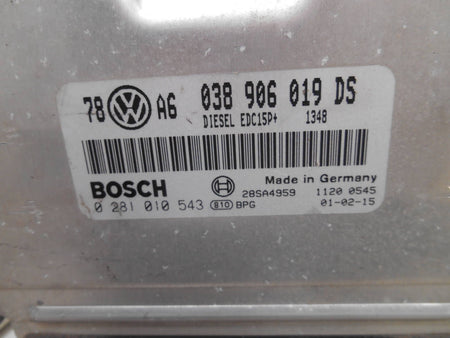 78 VW A6 038 906 019 DS
DIESEL EDC15P+ 1348
BOSCH Made in Germany
28SA4959 1120 0545
0 281 010 543 810 BPG 01-02-15